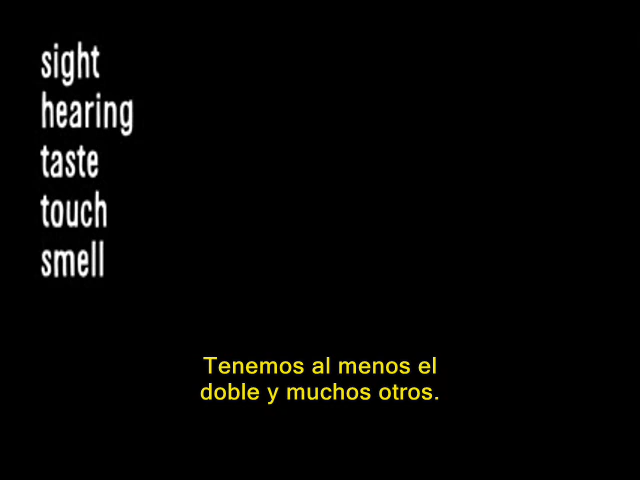 sight
hearing
taste
touch
smell
Tenemos al menos el
doble y muchos otros.